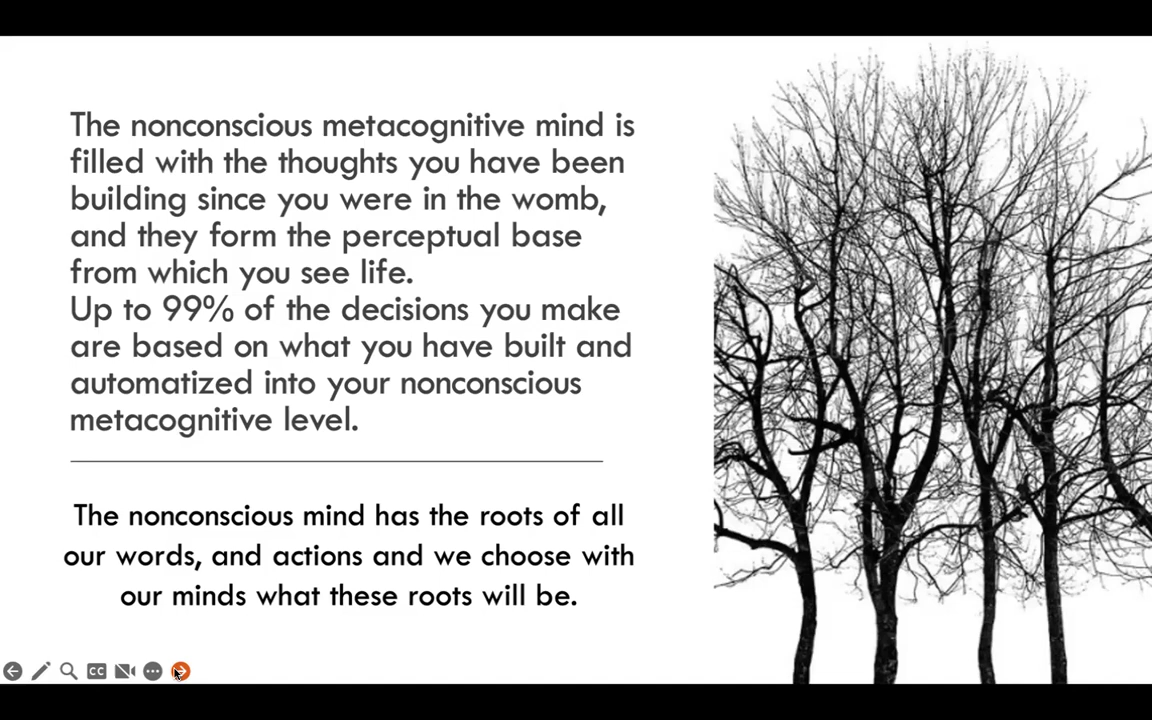 The nonconscious metacognitive mind is
filled with the thoughts you have been
building since you were in the womb,
and they form the perceptual base
from which you see life.
Up to 99% of the decisions you make
are based on what you have built and
automatized into your nonconscious
metacognitive level.
The nonconscious mind has the roots of all
our words, and actions and we choose with
our minds what these roots will be.
CC